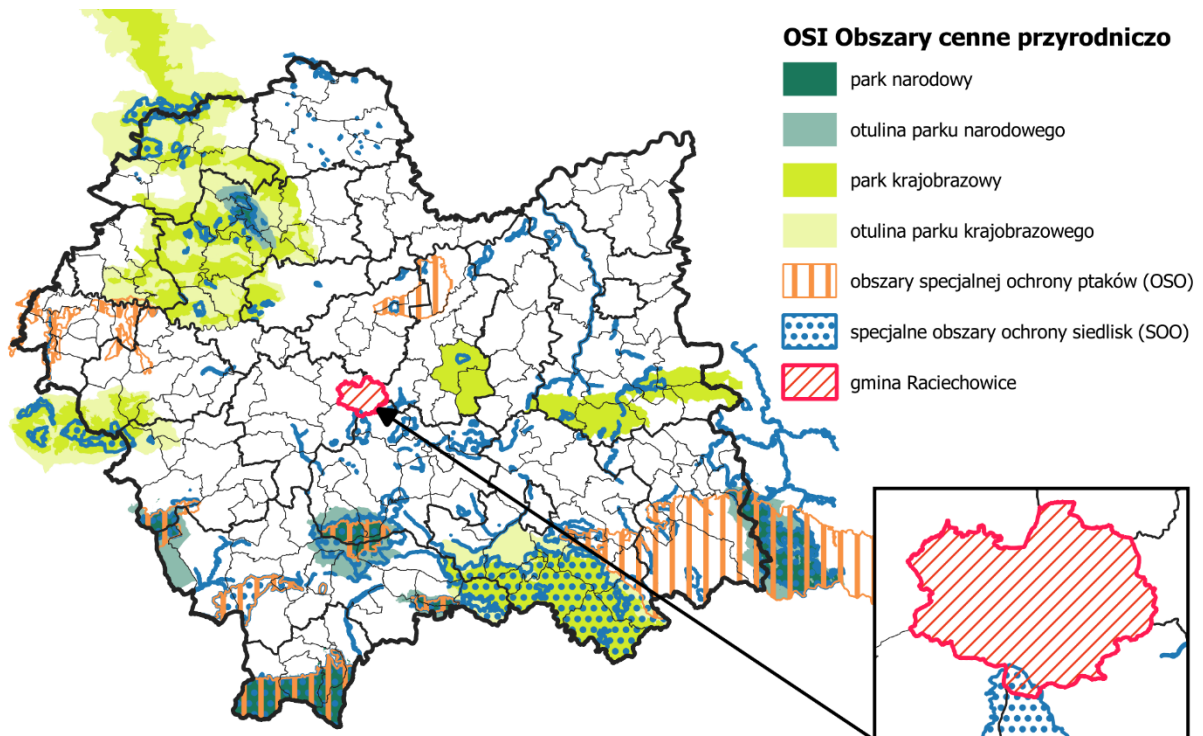 OSI Obszary cenne przyrodniczo
park narodowy
otulina parku narodowego
park krajobrazowy
otulina parku krajobrazowego
obszary specjalnej ochrony ptaków (OSO)
specjalne obszary ochrony siedlisk (SOO)
gmina Raciechowice